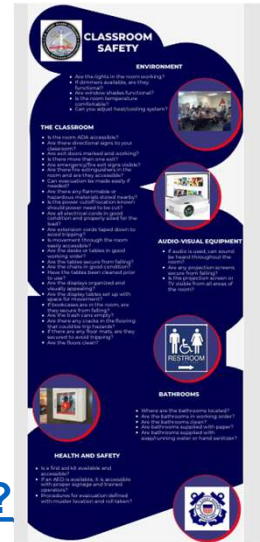 CLASSROOM
SAFETY
ENVIRONMENT
Are the lights in the room working?
If dimmers available, are they
functional?
Are window shades functional?
Is the room temperature
comfortable?
Can you adjust heat/cooling system?
THE CLASSROOM
Is the room ADA accessible?
Are there directional signs to your
classroom?
Are exit doors marked and working?
Is there more than one exit?
Are emergency/fire exit signs visible?
Are there fire extinguishers in the
room and are they accessible?
Can evacuation be made easily if
needed?
Are there any flammable or
hazardous materials stored nearby?
Is the power cutoff location known
should power need to be cut?
Are all electrical cords in good
condition and properly sized for the
load?
Are extension cords taped down to
avoid tripping?
Is movement through the room
easily accessible?
Are the desks or tables in good
working order?
Are the tables secure from falling?
Are the chairs in good condition?
Have the tables been cleaned prior
to use?
Are the displays organized and
visually appealing?
Are the display tables set up with
space for movement?
If bookcases are in the room, are
they secure from falling?
Are the trash cans empty?
Are there any cracks in the flooring
that could be trip hazards?
If there are any floor mats, are they
secured to avoid tripping?
Are the floors clean?
AUDIO-VISUAL EQUIPMENT
If audio is used, can sound
be heard throughout the
room?
Are any projection screens
secure from falling?
Is the projection screen or
TV visible from all areas of
the room?
RESTROOM
BATHROOMS
Where are the bathrooms located?
Are the bathrooms in working order?
Are the bathrooms clean?
Are bathrooms supplied with paper?
Are bathrooms supplied with
soap/running water or hand sanitizer?
HEALTH AND SAFETY
Is a first aid kit available and
accessible?
If an AED is available, it is accessible
with proper signage and trained
operators?
Procedures for evacuation defined
with muster location and roll taken?
?